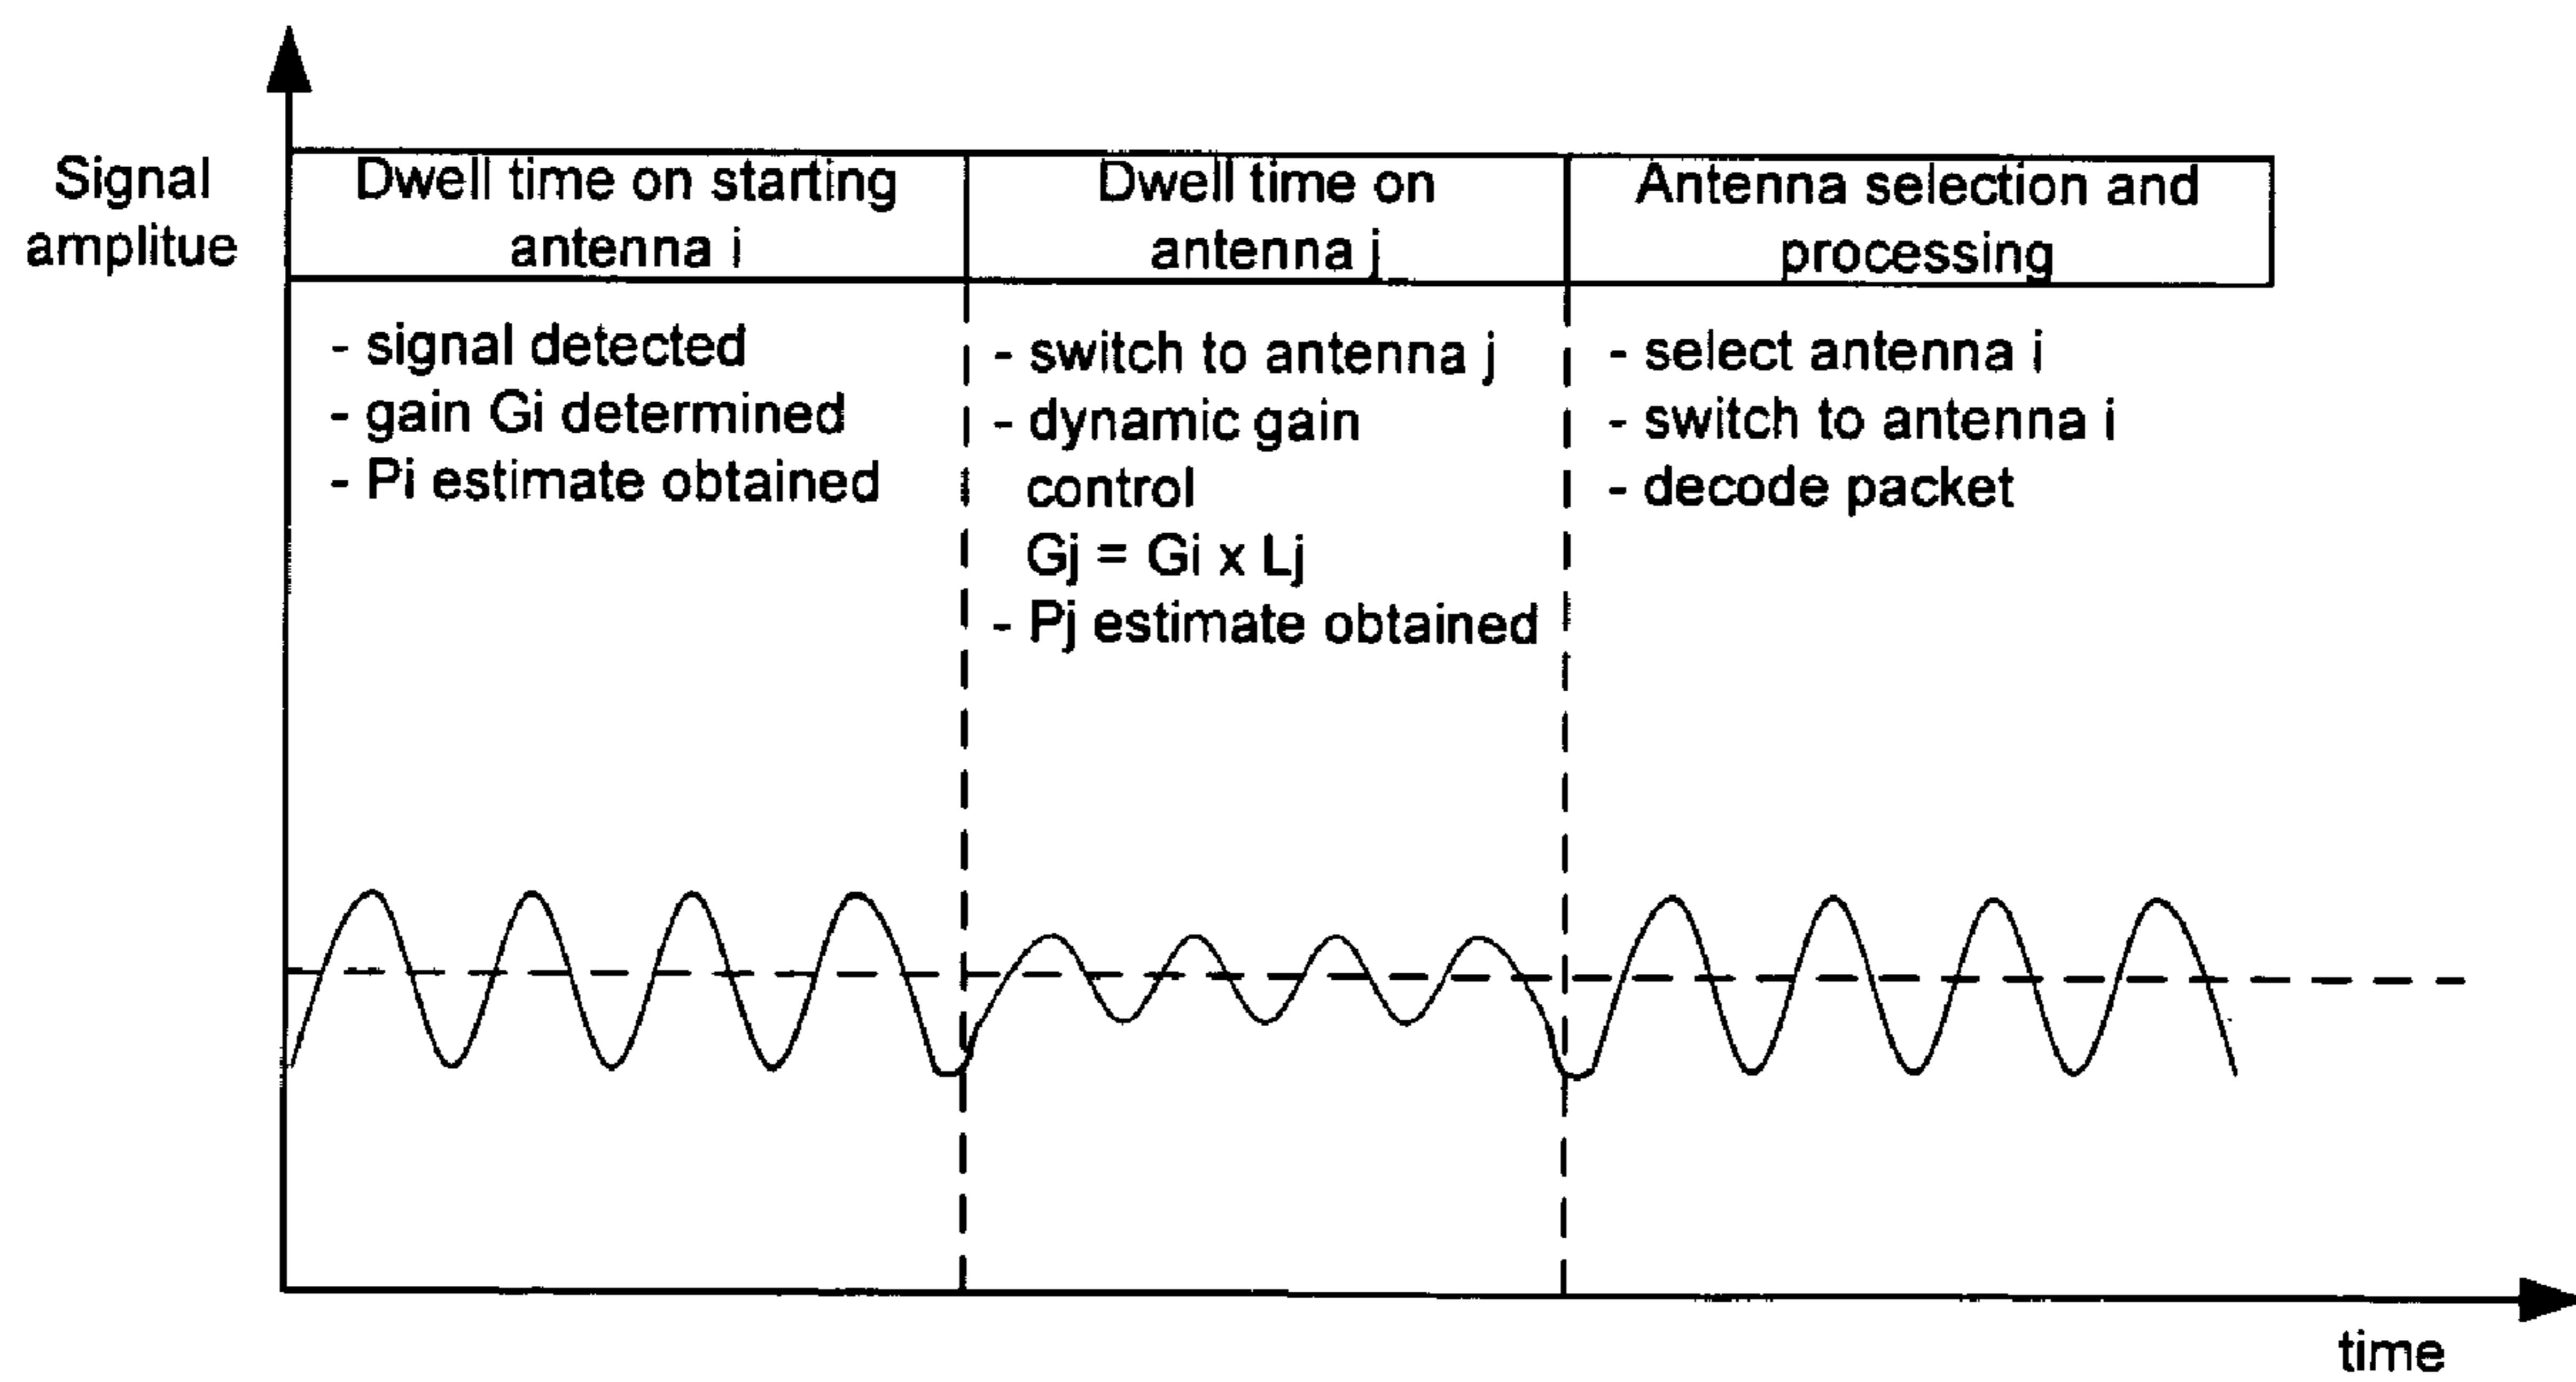 Signal
amplitue
Dwell time on starting
antenna i
Dwell time on
antenna j
Antenna selection and
processing
- signal detected
- gain Gi determined
- Pi estimate obtained
- switch to antenna j
- dynamic gain
control
Gj = Gi x Lj
- Pj estimate obtained
- select antenna i
- switch to antenna i
- decode packet
time